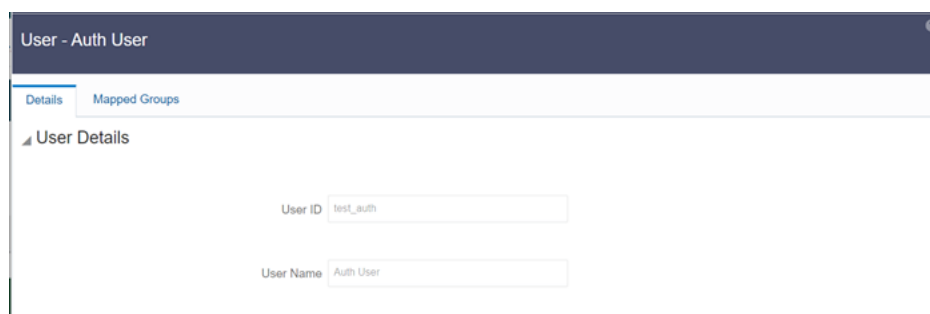 User - Auth User
Details Mapped Groups
User Details
User ID test_auth
User Name Auth User